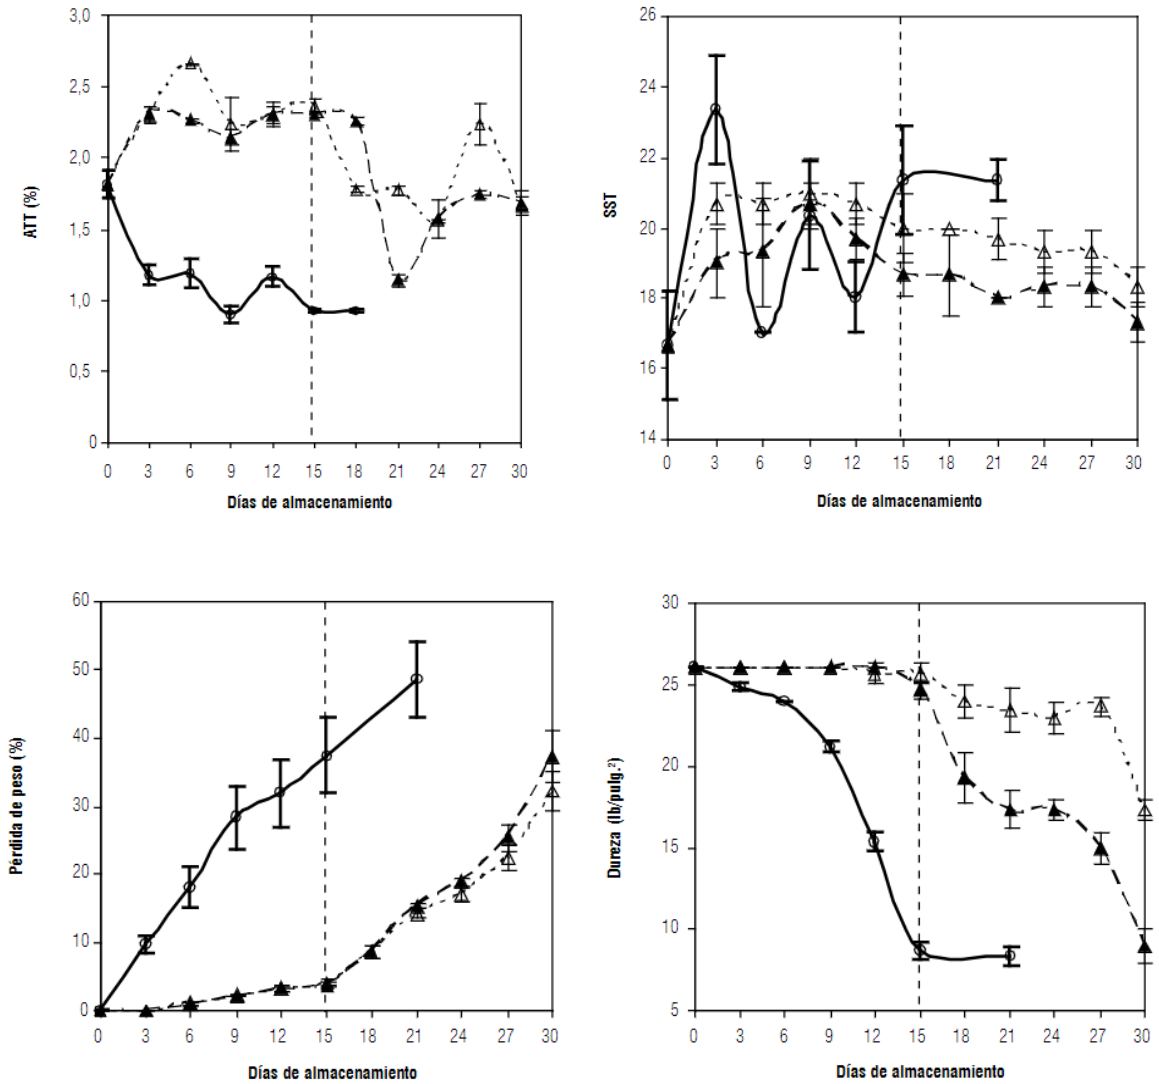 3,0
2,5
2,0
1,5
1,0
0,5
0
ATT (%)
0 3 6 9 12 15 18 21 24 27 30
Días de almacenamiento
26
24
22
20
18
16
14
SST
0 3 6 9 12 15 18 21 24 27 30
Días de almacenamiento
60
50
40
30
20
10
0
Pérdida de peso (%)
0 3 6 9 12 15 18 21 24 27 30
Días de almacenamiento
30
25
20
15
10
5
Dureza (lb/pulg.²)
0 3 6 9 12 15 18 21 24 27 30
Días de almacenamiento